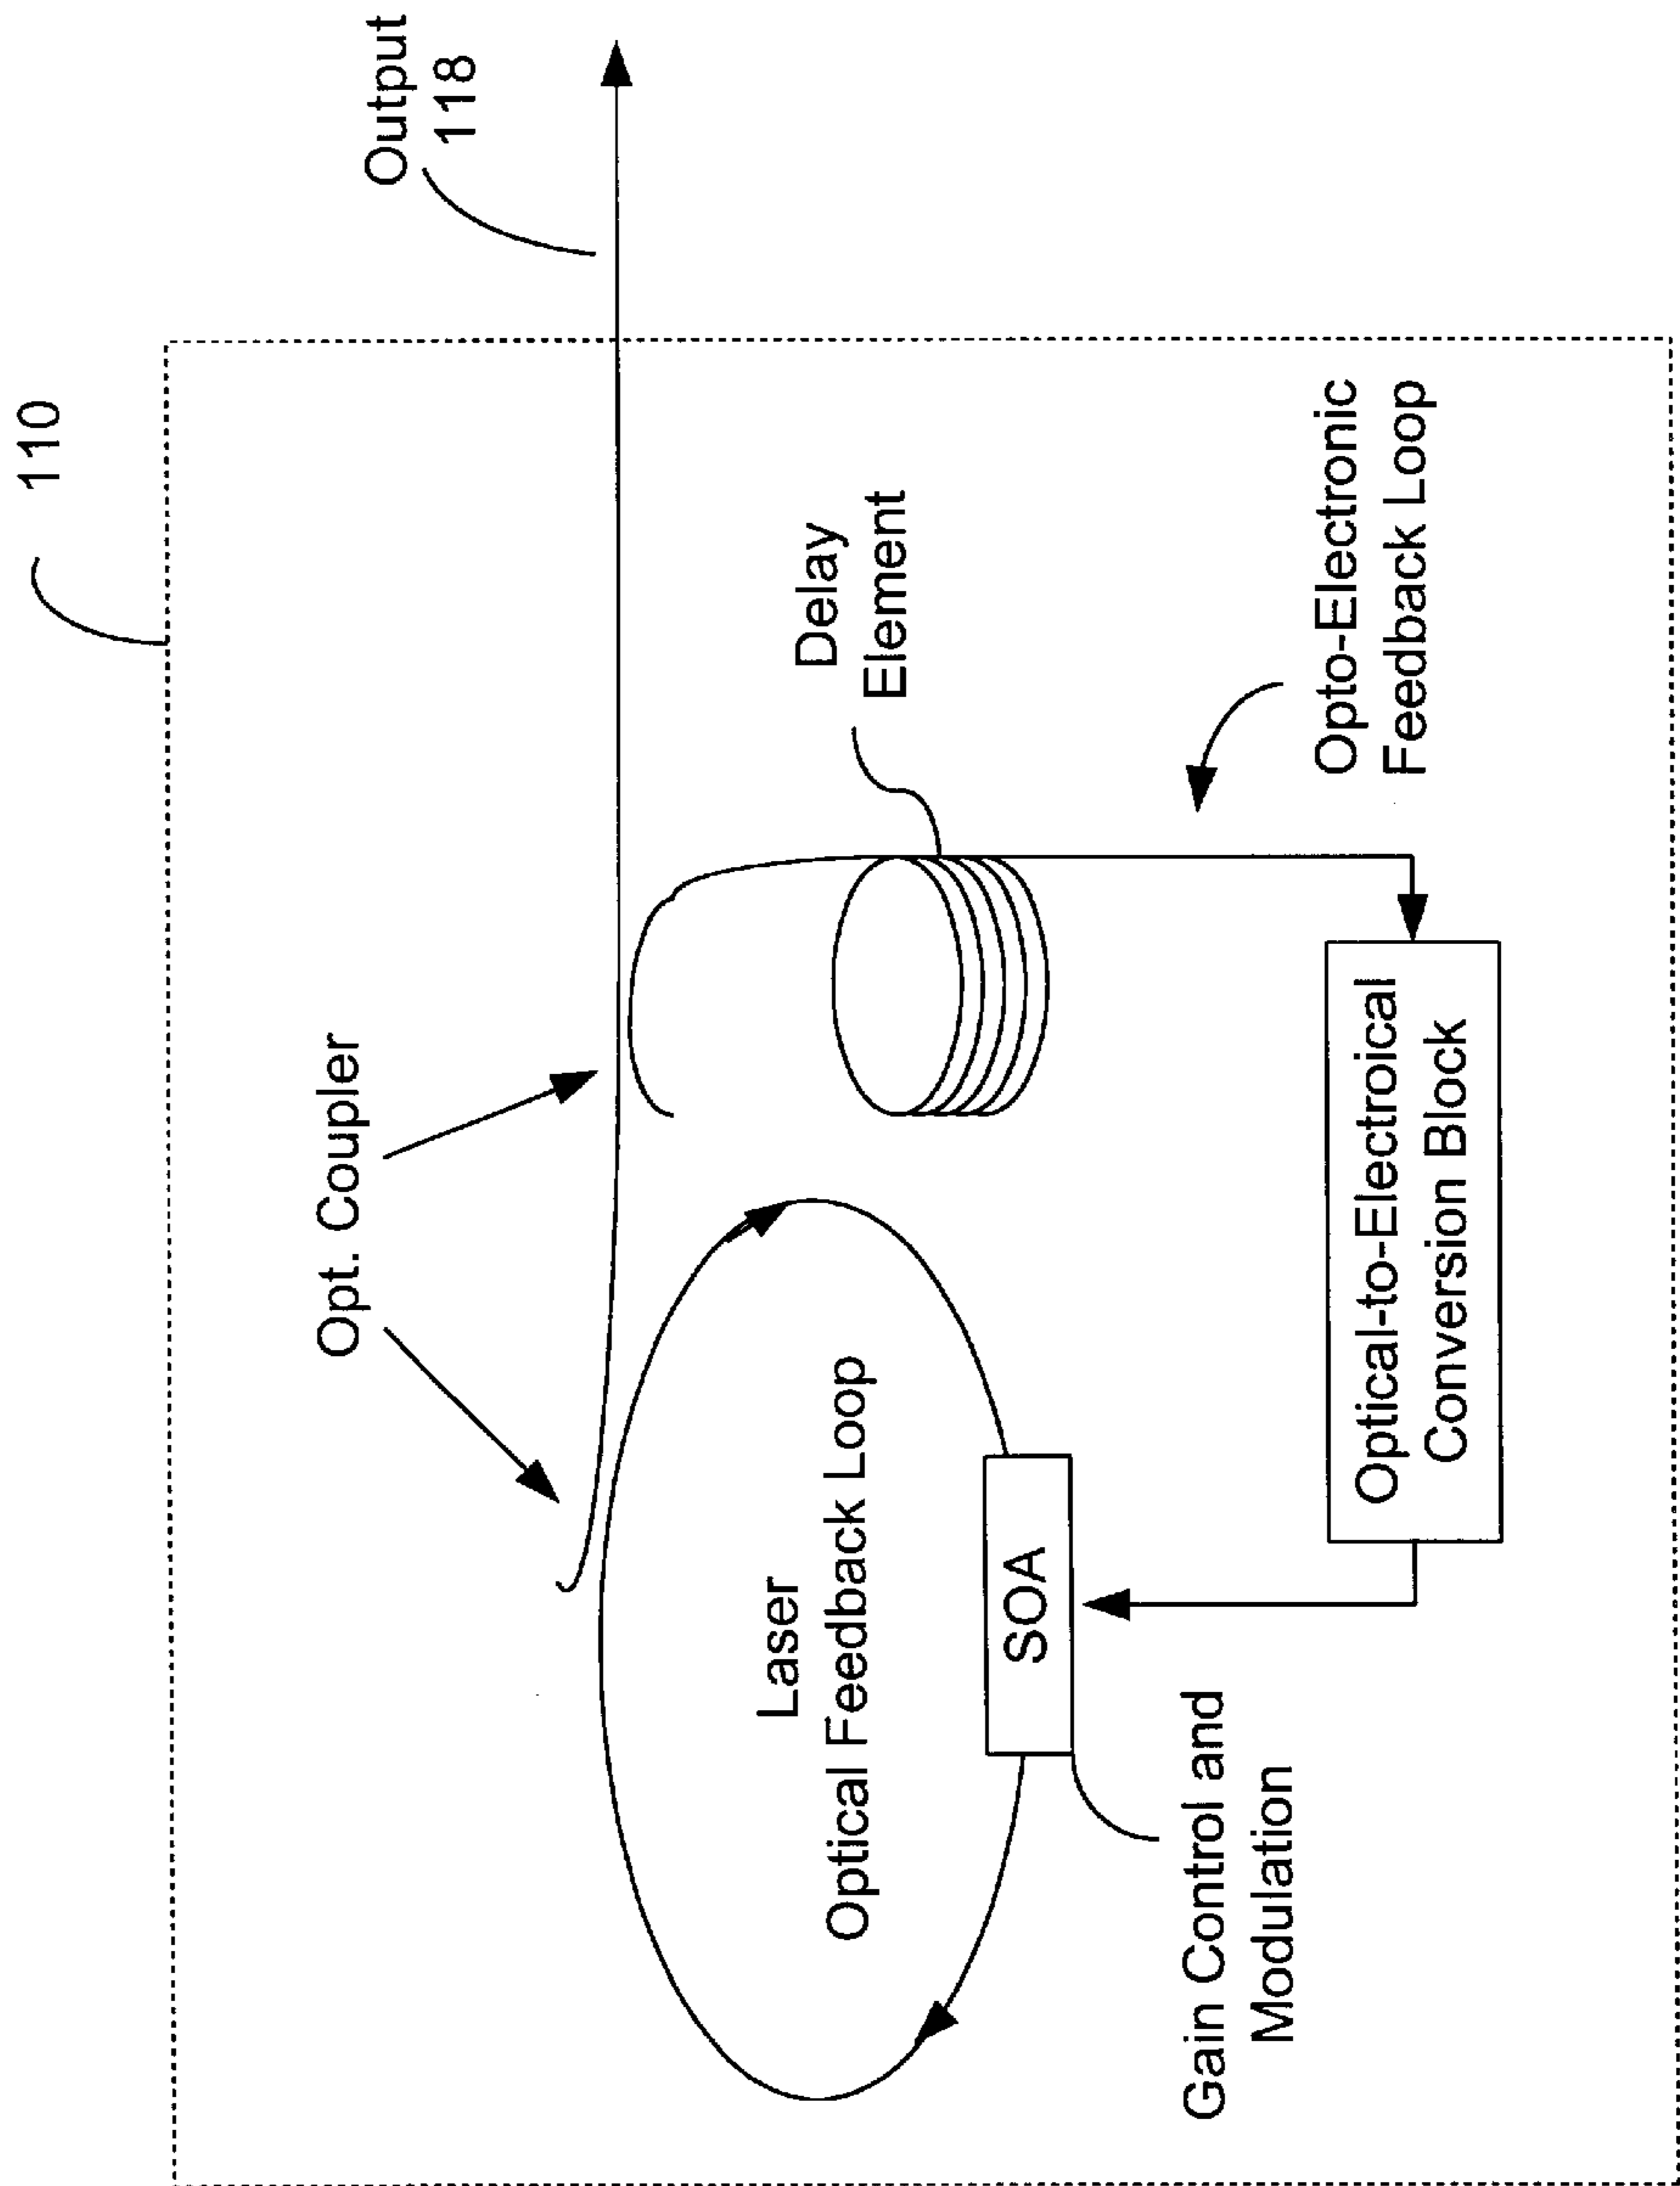 110
Output
118
Opt. Coupler
Delay
Element
Laser
Optical Feedback Loop
SOA
Gain Control and
Modulation
Opto-Electronic
Feedback Loop
Optical-to-Electroical
Conversion Block